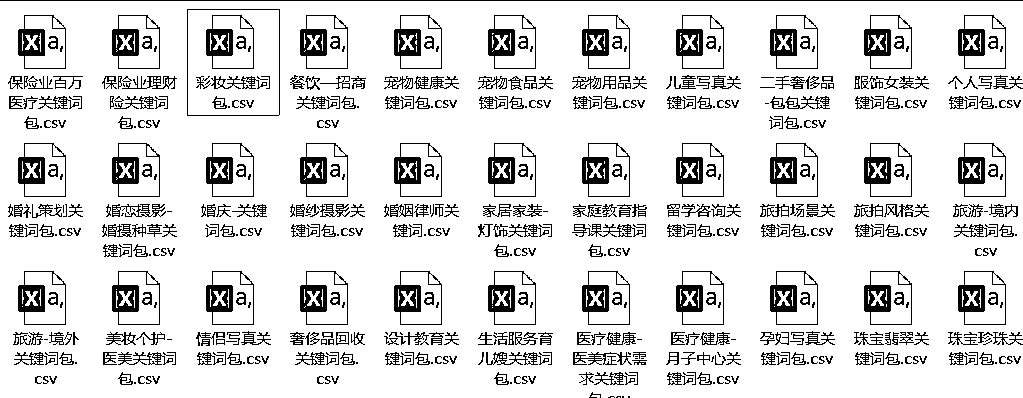 保险业百万
医疗关键词
包.csv
保险业理财
险关键词
包.csv
彩妆关键词
包.csv
餐饮—招商
关键词包.
csv
宠物健康关
键词包.csv
宠物食品关
键词包.csv
宠物用品关
键词包.csv
儿童写真关
键词包.csv
二手奢侈品
-包包关键
词包.csv
服饰女装关
键词包.csv
个人写真关
键词包.csv
婚礼策划关
键词包.csv
婚恋摄影-
婚摄种草关
键词包.csv
婚庆-关键
词包.csv
婚纱摄影关
键词包.csv
婚姻律师关
键词.csv
家居家装-
灯饰关键词
包.csv
家庭教育指
导课关键词
包.csv
留学咨询关
键词包.csv
旅拍场景关
键词包.csv
旅拍风格关
键词包.csv
旅游-境内
关键词包.
csv
旅游-境外
关键词包.
csv
美妆个护-
医美关键词
包.csv
情侣写真关
键词包.csv
奢侈品回收
关键词包.
csv
设计教育关
键词包.csv
生活服务育
儿嫂关键词
包.csv
医疗健康-
医美症状需
求关键词
医疗健康-
月子中心关
键词包.csv
孕妇写真关
键词包.csv
珠宝翡翠关
键词包.csv
珠宝珍珠关
键词包.csv